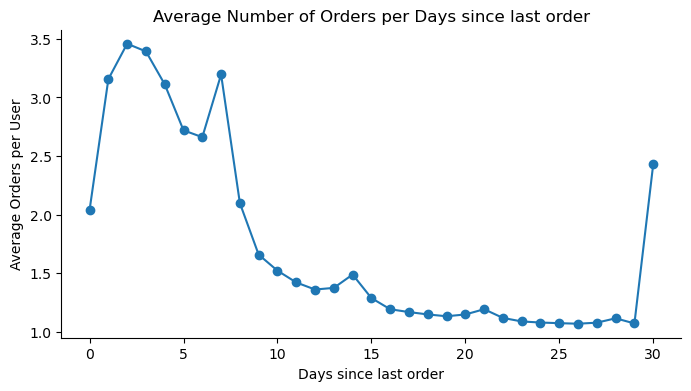 Average Number of Orders per Days since last order
Average Orders per User
3.5
3.0
2.5
2.0
1.5
1.0
0 5 10 15 20 25 30
Days since last order